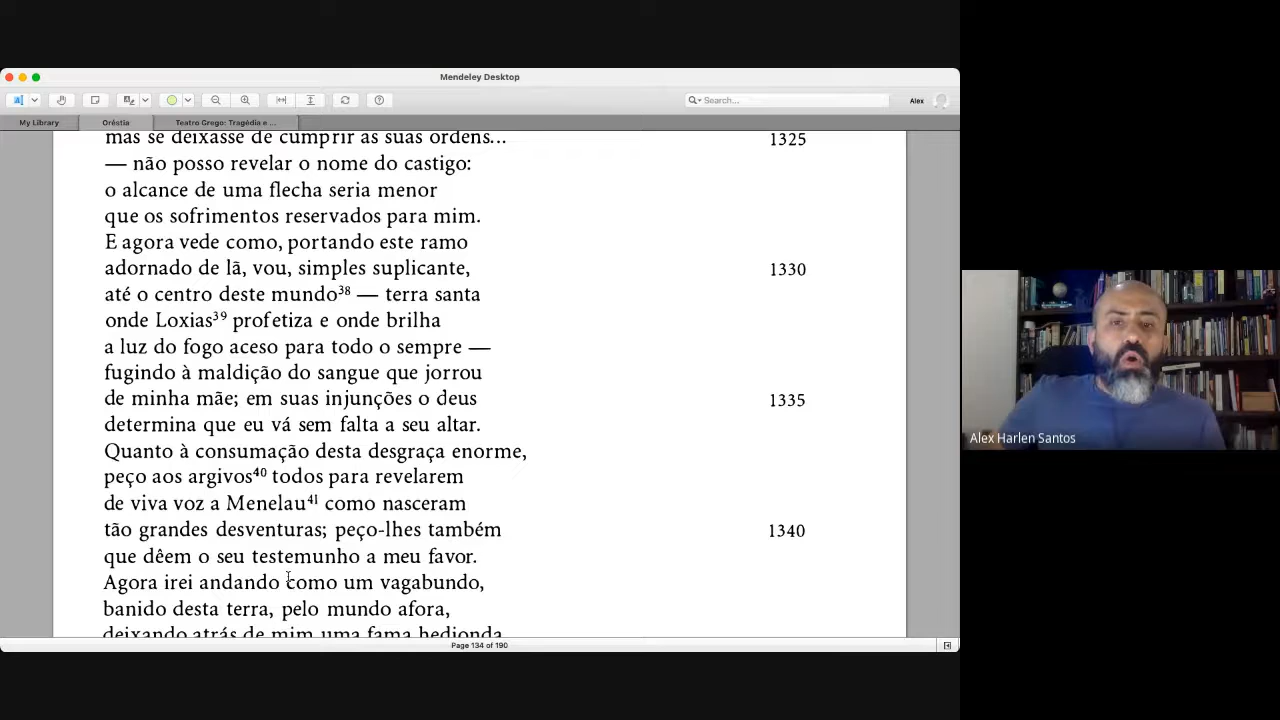 Mendeley Desktop
Search...
Alex
My Library
Oréstia
Teatro Grego: Tragédia e ...
mas se deixasse de cumprir as suas ordens... 1325
— não posso revelar o nome do castigo:
o alcance de uma flecha seria menor
que os sofrimentos reservados para mim.
E agora vede como, portando este ramo
adornado de lã, vou, simples suplicante, 1330
até o centro deste mundo³⁸ — terra santa
onde Loxias³⁹ profetiza e onde brilha
a luz do fogo aceso para todo o sempre —
fugindo à maldição do sangue que jorrou
de minha mãe; em suas injunções o deus 1335
determina que eu vá sem falta a seu altar.
Quanto à consumação desta desgraça enorme,
peço aos argivos⁴⁰ todos para revelarem
de viva voz a Menelau⁴¹ como nasceram
tão grandes desventuras; peço-lhes também 1340
que dêem o seu testemunho a meu favor.
Agora irei andando como um vagabundo,
banido desta terra, pelo mundo afora,
deixando atrás de mim uma fama hedionda
Page 134 of 190
Alex Harlen Santos